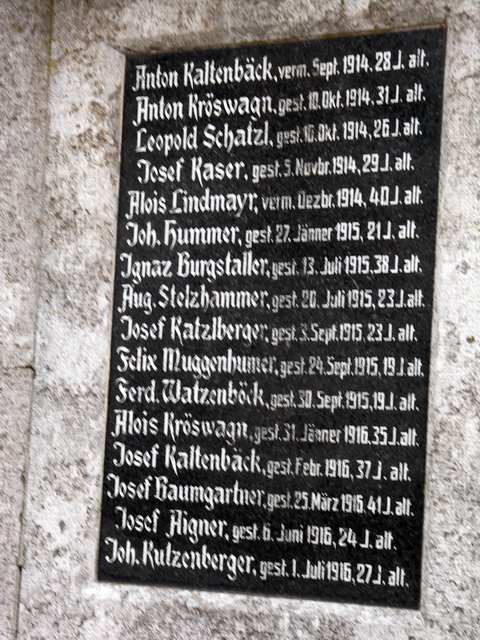 Anton Kaltenbäck, verm. Sept. 1914. 28 J. alt.
Anton Kröswagn, gest. 10. Okt. 1914. 31 J. alt.
Leopold Schatzl, gest. 16. Okt. 1914, 26 J. alt.
Josef Kaser, gest. 5. Novbr. 1914, 29 J. alt.
Alois Lindmayr, verm. Dezbr. 1914, 40 J. alt.
Joh. Hummer, gest. 27. Jänner 1915, 21 J. alt.
Ignaz Burgstaller, gest. 13. Juli 1915. 38 J. alt.
Aug. Stelzhammer, gest. 20. Juli 1915, 23 J. alt.
Josef Katzlberger, gest. 3. Sept. 1915, 23 J. alt.
Felix Muggenhumer, gest. 24. Sept. 1915, 19 J. alt.
Ferd. Watzenböck, gest. 30. Sept. 1915, 19 J. alt.
Alois Kröswagn, gest. 31. Jänner 1916. 35 J. alt.
Josef Kaltenbäck, gest. Febr. 1916, 37 J. alt.
Josef Baumgartner, gest. 25. März 1916. 41 J. alt.
Josef Aigner, gest. 6. Juni 1916, 24 J. alt.
Joh. Kutzenberger, gest. 1. Juli 1916, 27 J. alt.